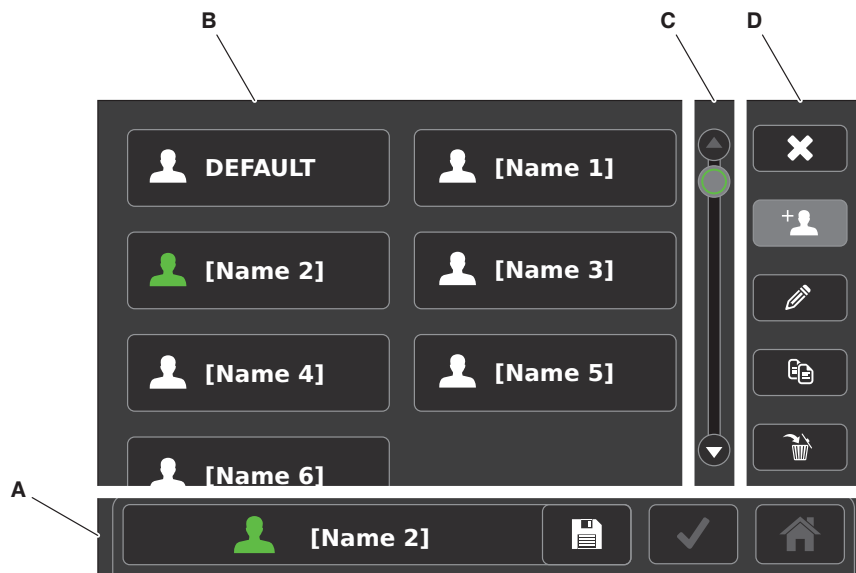 B C D
DEFAULT [Name 1]
[Name 2] [Name 3]
[Name 4] [Name 5]
[Name 6]
A
[Name 2]